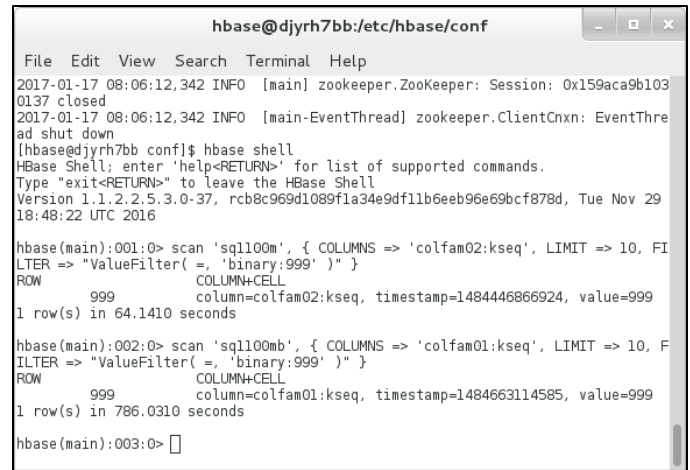 hbase@djyrh7bb:/etc/hbase/conf
File Edit View Search Terminal Help
2017-01-17 08:06:12,342 INFO [main] zookeeper.ZooKeeper: Session: 0x159aca9b103
0137 closed
2017-01-17 08:06:12,342 INFO [main-EventThread] zookeeper.ClientCnxn: EventThre
ad shut down
[hbase@djyrh7bb conf]$ hbase shell
HBase Shell; enter 'help<RETURN>' for list of supported commands.
Type "exit<RETURN>" to leave the HBase Shell
Version 1.1.2.2.5.3.0-37, rcb8c969d1089f1a34e9df11b6eeb96e69bcf878d, Tue Nov 29
18:48:22 UTC 2016
hbase(main):001:0> scan 'sq1100m', { COLUMNS => 'colfam02:kseq', LIMIT => 10, FI
LTER => "ValueFilter( =, 'binary:999' )" }
ROW COLUMN+CELL
999 column=colfam02:kseq, timestamp=1484446866924, value=999
1 row(s) in 64.1410 seconds
hbase(main):002:0> scan 'sq1100mb', { COLUMNS => 'colfam01:kseq', LIMIT => 10, F
ILTER => "ValueFilter( =, 'binary:999' )" }
ROW COLUMN+CELL
999 column=colfam01:kseq, timestamp=1484663114585, value=999
1 row(s) in 786.0310 seconds
hbase(main):003:0>